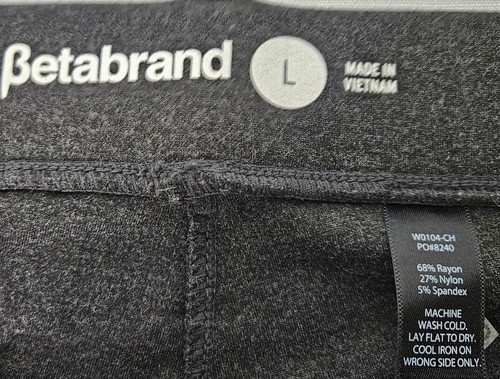 βetabrand
L
MADE IN
VIETNAM
W0104-CH
PO#8240
68% Rayon
27% Nylon
5% Spandex
MACHINE
WASH COLD.
LAY FLAT TO DRY.
COOL IRON ON
WRONG SIDE ONLY.